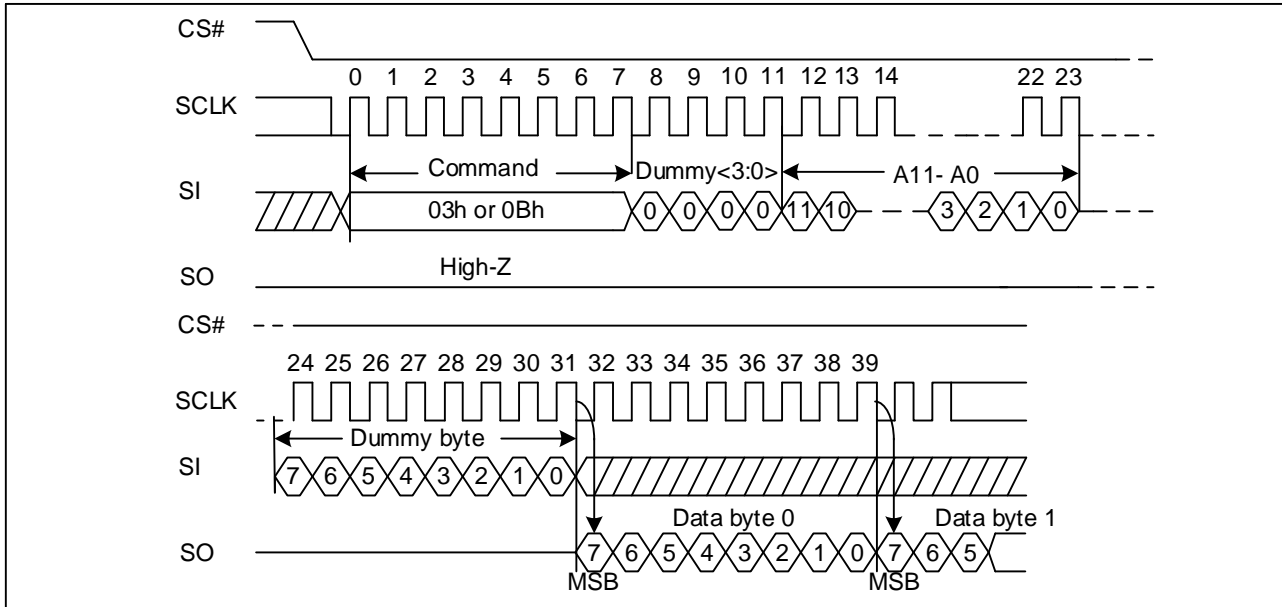 CS#
0 1 2 3 4 5 6 7 8 9 10 11 12 13 14 22 23
SCLK
Command Dummy<3:0> A11- A0
SI
03h or 0Bh 0 0 0 0 11 10 3 2 1 0
High-Z
SO
CS#
24 25 26 27 28 29 30 31 32 33 34 35 36 37 38 39
SCLK
Dummy byte
SI
7 6 5 4 3 2 1 0
Data byte 0 Data byte 1
SO
7 6 5 4 3 2 1 0 7 6 5
MSB MSB